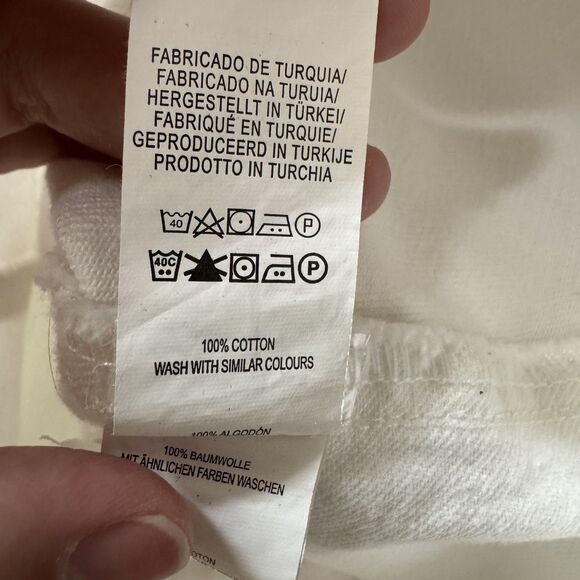 FABRICADO DE TURQUIA/
FABRICADO NA TURUIA/
HERGESTELLT IN TÜRKEI/
FABRIQUÉ EN TURQUIE/
GEPRODUCEERD IN TURKIJE
PRODOTTO IN TURCHIA
40 P
40C P
100% COTTON
WASH WITH SIMILAR COLOURS
100% ALGODÓN
100% BAUMWOLLE
MIT ÄHNLICHEN FARBEN WASCHEN